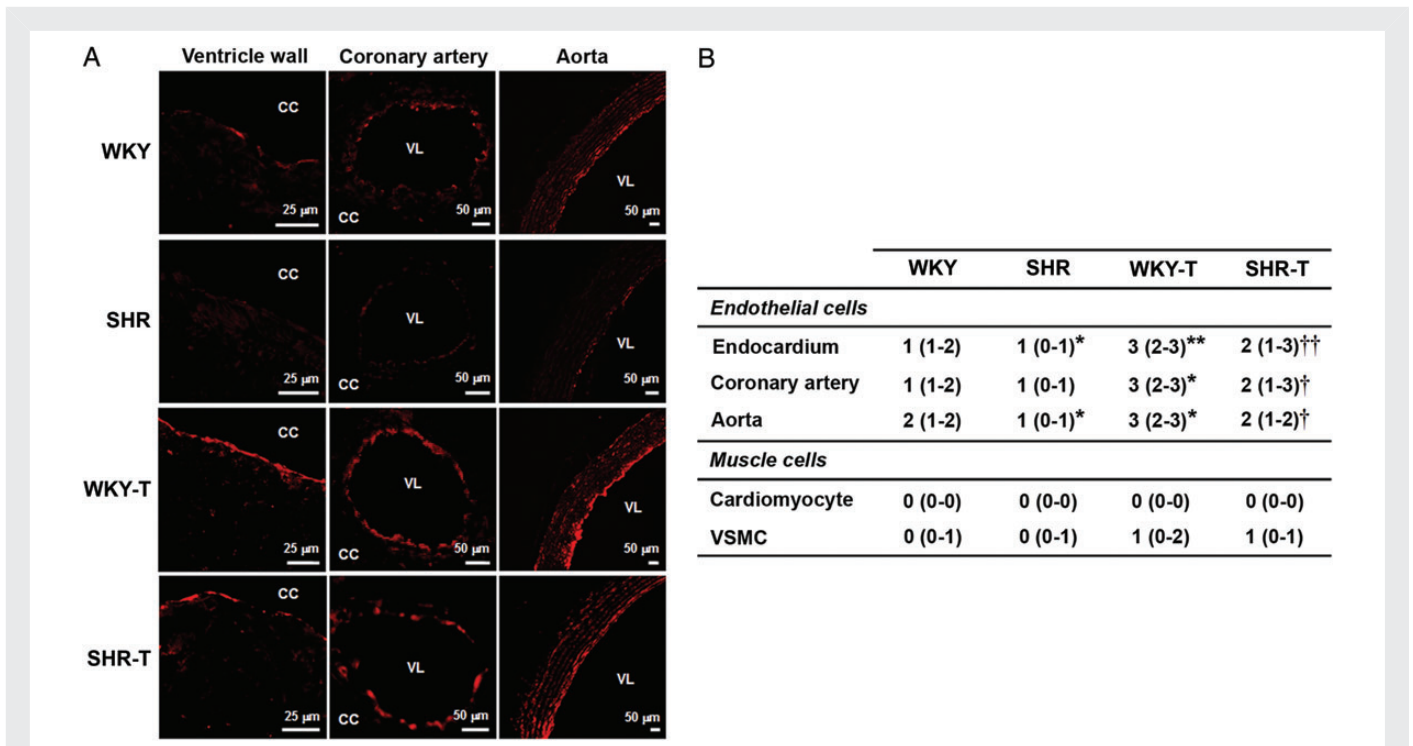 A
Ventricle wall Coronary artery Aorta
WKY
CC
25 µm
VL
CC
50 µm
VL
50 µm
SHR
CC
25 µm
VL
CC
50 µm
VL
50 µm
WKY-T
CC
25 µm
VL
CC
50 µm
VL
50 µm
SHR-T
CC
25 µm
VL
CC
50 µm
VL
50 µm
B
WKY SHR WKY-T SHR-T
Endothelial cells
Endocardium 1 (1-2) 1 (0-1)* 3 (2-3)** 2 (1-3)††
Coronary artery 1 (1-2) 1 (0-1) 3 (2-3)* 2 (1-3)†
Aorta 2 (1-2) 1 (0-1)* 3 (2-3)* 2 (1-2)†
Muscle cells
Cardiomyocyte 0 (0-0) 0 (0-0) 0 (0-0) 0 (0-0)
VSMC 0 (0-1) 0 (0-1) 1 (0-2) 1 (0-1)